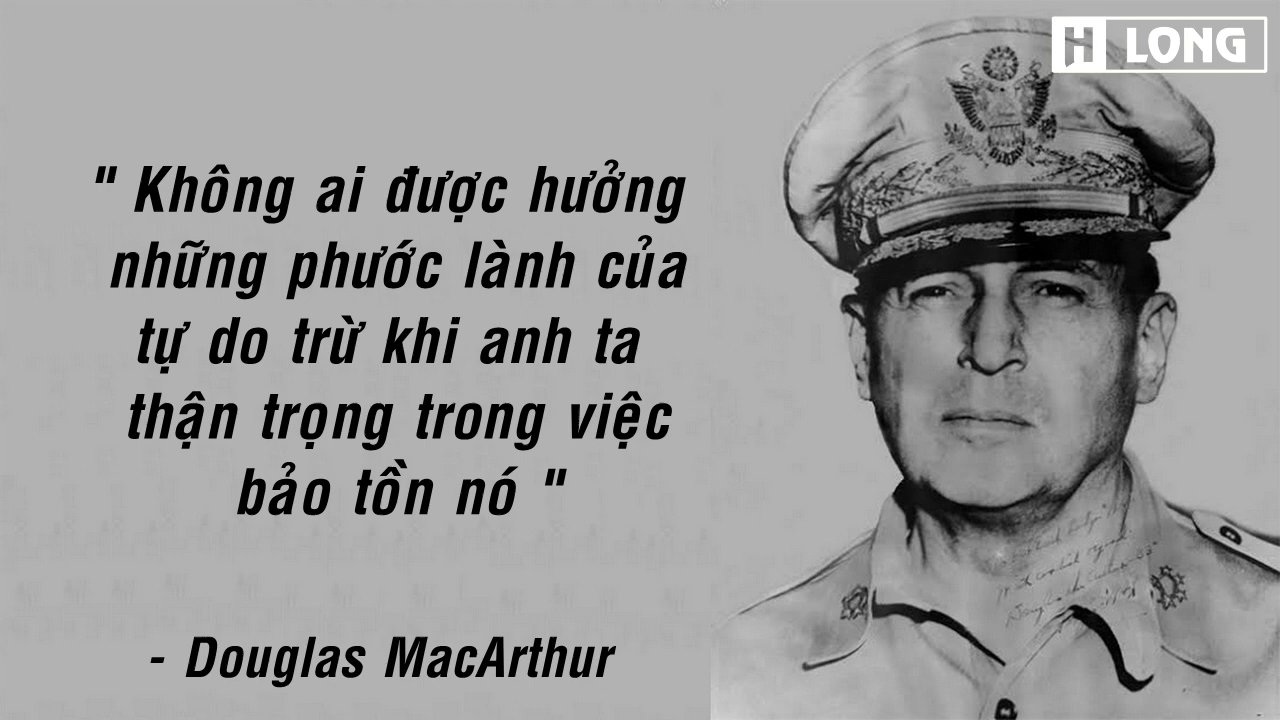 H LONG
" Không ai được hưởng
những phước lành của
tự do trừ khi anh ta
thận trọng trong việc
bảo tồn nó "
- Douglas MacArthur